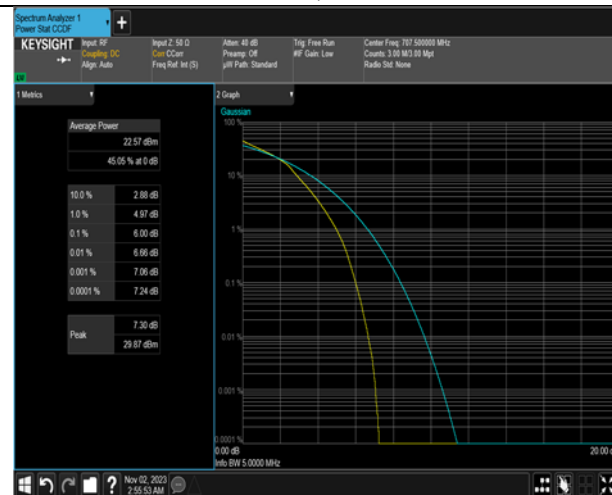 Spectrum Analyzer 1
Power Stat CCDF
+
KEYSIGHT
Input: RF
Coupling: DC
Align: Auto
Input Z: 50 Ω
Corr CCorr
Freq Ref: Int (S)
Atten: 40 dB
Preamp: Off
µW Path: Standard
Trig: Free Run
#IF Gain: Low
Center Freq: 707.500000 MHz
Counts: 3.00 M/3.00 Mpt
Radio Std: None
1 Metrics
2 Graph
Average Power
22.57 dBm
45.05 % at 0 dB
10.0 % 2.88 dB
1.0 % 4.97 dB
0.1 % 6.00 dB
0.01 % 6.66 dB
0.001 % 7.06 dB
0.0001 % 7.24 dB
Peak
7.30 dB
29.87 dBm
Gaussian
100 %
10 %
1 %
0.1 %
0.01 %
0.001 %
0.0001 %
0.00 dB
20.00
Info BW 5.0000 MHz
?
Nov 02, 2023
2:55:53 AM